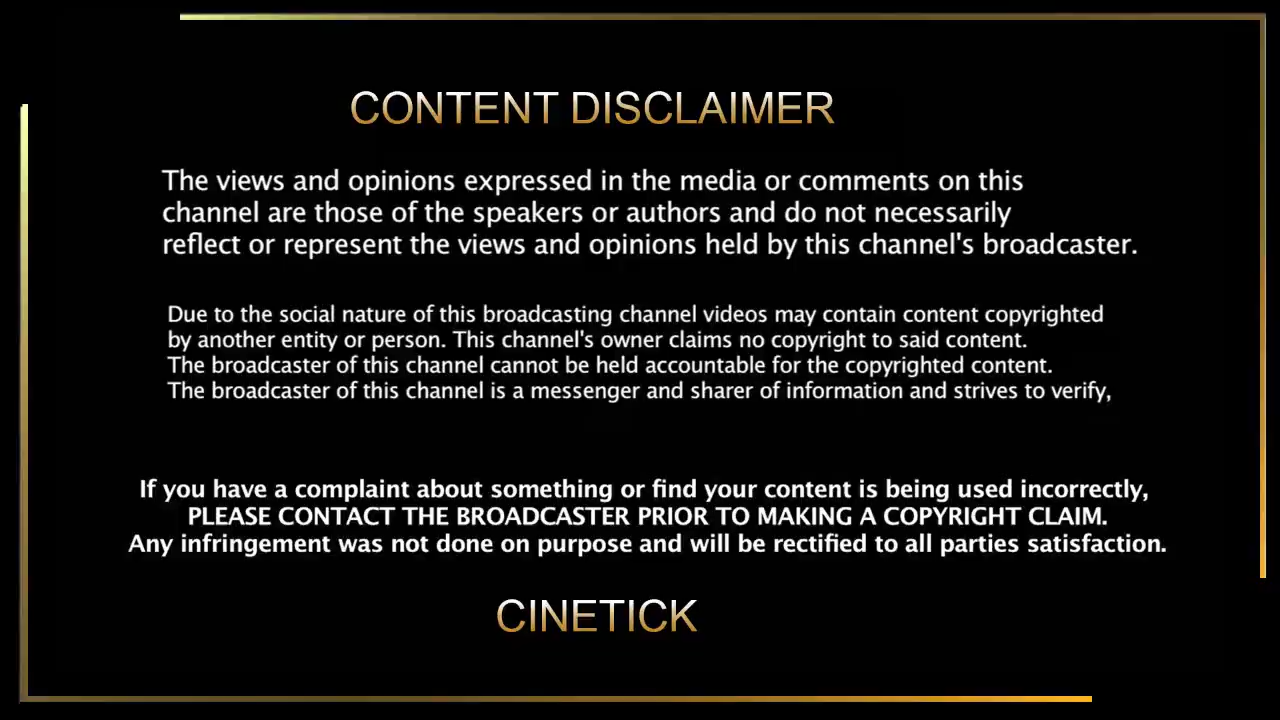 CONTENT DISCLAIMER
The views and opinions expressed in the media or comments on this
channel are those of the speakers or authors and do not necessarily
reflect or represent the views and opinions held by this channel's broadcaster.
Due to the social nature of this broadcasting channel videos may contain content copyrighted
by another entity or person. This channel's owner claims no copyright to said content.
The broadcaster of this channel cannot be held accountable for the copyrighted content.
The broadcaster of this channel is a messenger and sharer of information and strives to verify,
If you have a complaint about something or find your content is being used incorrectly,
PLEASE CONTACT THE BROADCASTER PRIOR TO MAKING A COPYRIGHT CLAIM.
Any infringement was not done on purpose and will be rectified to all parties satisfaction.
CINETICK